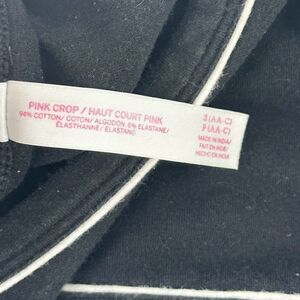 PINK CROP / HAUT COURT PINK
94% COTTON/ COTON/ ALGODÓN 6% ELASTANE/
ÉLASTHANNE/ ELASTANO
S (AA-C)
P (AA-C)
MADE IN INDIA/
FAIT EN INDE/
HECHO EN INDIA